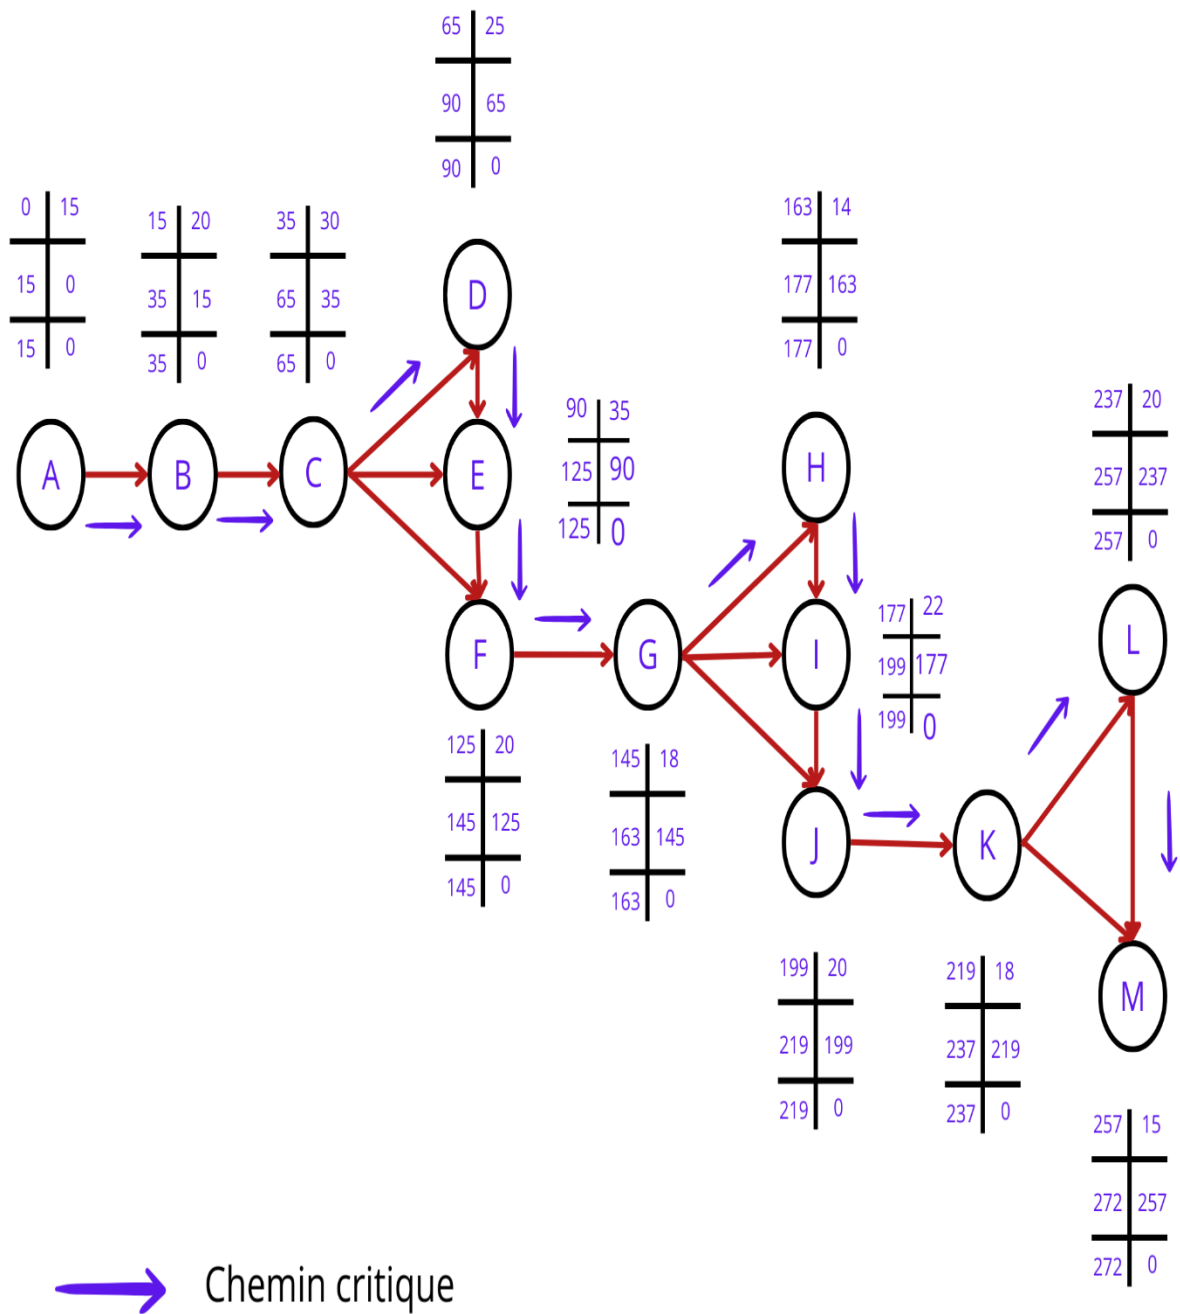 65 25
90 65
90 0
0 15
15 0
15 0
15 20
35 15
35 0
35 30
65 35
65 0
163 14
177 163
177 0
D
A
B
C
E
90 35
125 90
125 0
H
237 20
257 237
257 0
F
G
I
177 22
199 177
199 0
L
125 20
145 125
145 0
145 18
163 145
163 0
J
K
199 20
219 199
219 0
219 18
237 219
237 0
M
257 15
272 257
272 0
Chemin critique